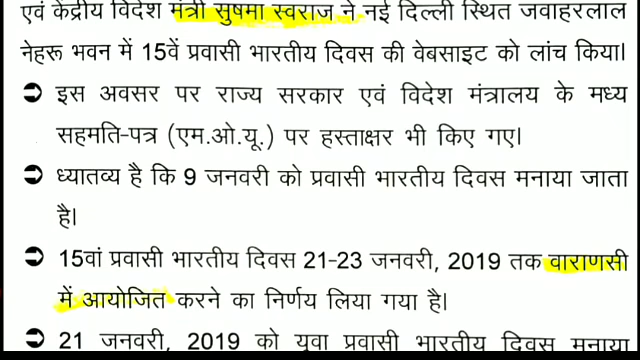 एवं केंद्रीय विदेश मंत्री सुषमा स्वराज ने नई दिल्ली स्थित जवाहरलाल
नेहरू भवन में 15वें प्रवासी भारतीय दिवस की वेबसाइट को लांच किया।
➲ इस अवसर पर राज्य सरकार एवं विदेश मंत्रालय के मध्य
सहमति-पत्र (एम.ओ.यू.) पर हस्ताक्षर भी किए गए।
➲ ध्यातव्य है कि 9 जनवरी को प्रवासी भारतीय दिवस मनाया जाता
है।
➲ 15वां प्रवासी भारतीय दिवस 21-23 जनवरी, 2019 तक वाराणसी
में आयोजित करने का निर्णय लिया गया है।
➲ 21 जनवरी, 2019 को युवा प्रवासी भारतीय दिवस मनाया